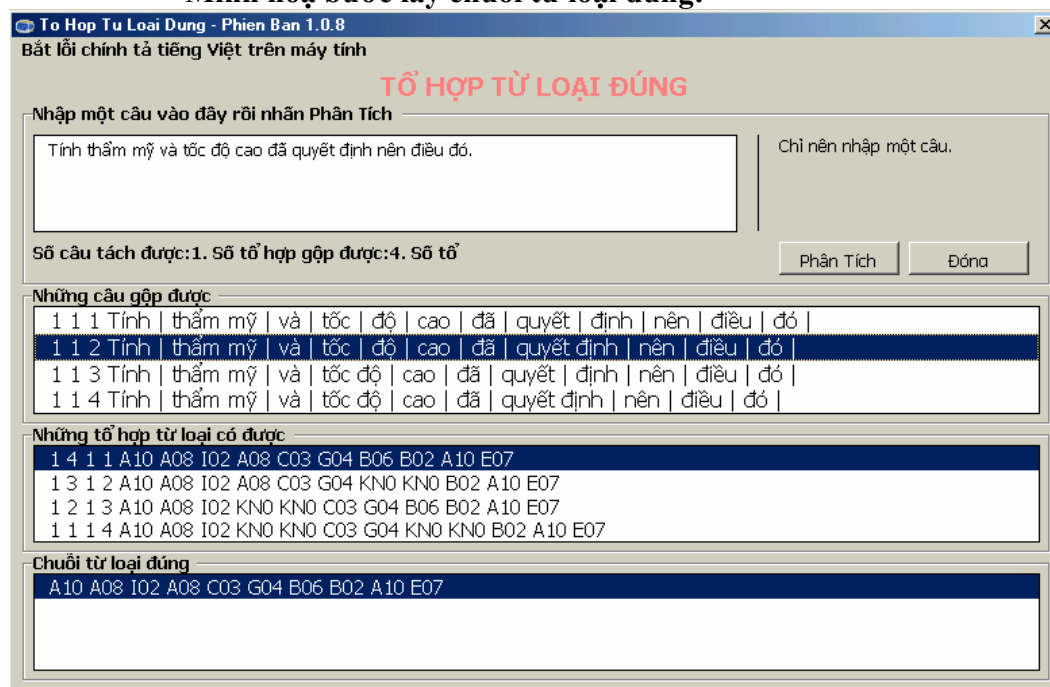 Minh hoạ bước lấy chuỗi từ loại đúng.
To Hop Tu Loai Dung - Phien Ban 1.0.8
Bắt lỗi chính tả tiếng Việt trên máy tính
TỔ HỢP TỪ LOẠI ĐÚNG
Nhập một câu vào đây rồi nhấn Phân Tích
Tính thẩm mỹ và tốc độ cao đã quyết định nên điều đó.
Chỉ nên nhập một câu.
Số câu tách được:1. Số tổ hợp gộp được:4. Số tổ
Phân Tích
Đóng
Những câu gộp được
1 1 1 Tính | thẩm mỹ | và | tốc | độ | cao | đã | quyết | định | nên | điều | đó |
1 1 2 Tính | thẩm mỹ | và | tốc | độ | cao | đã | quyết định | nên | điều | đó |
1 1 3 Tính | thẩm mỹ | và | tốc độ | cao | đã | quyết | định | nên | điều | đó |
1 1 4 Tính | thẩm mỹ | và | tốc độ | cao | đã | quyết định | nên | điều | đó |
Những tổ hợp từ loại có được
1 4 1 1 A10 A08 I02 A08 C03 G04 B06 B02 A10 E07
1 3 1 2 A10 A08 I02 A08 C03 G04 KN0 KN0 B02 A10 E07
1 2 1 3 A10 A08 I02 KN0 KN0 C03 G04 B06 B02 A10 E07
1 1 1 4 A10 A08 I02 KN0 KN0 C03 G04 KN0 KN0 B02 A10 E07
Chuỗi từ loại đúng
A10 A08 I02 A08 C03 G04 B06 B02 A10 E07